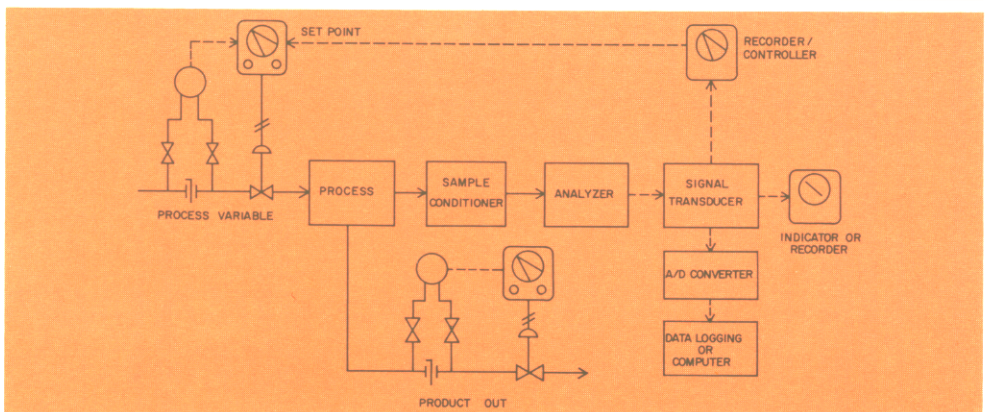 SET POINT
RECORDER/
CONTROLLER
PROCESS VARIABLE
PROCESS
SAMPLE
CONDITIONER
ANALYZER
SIGNAL
TRANSDUCER
INDICATOR OR
RECORDER
A/D CONVERTER
DATA LOGGING
OR
COMPUTER
PRODUCT OUT